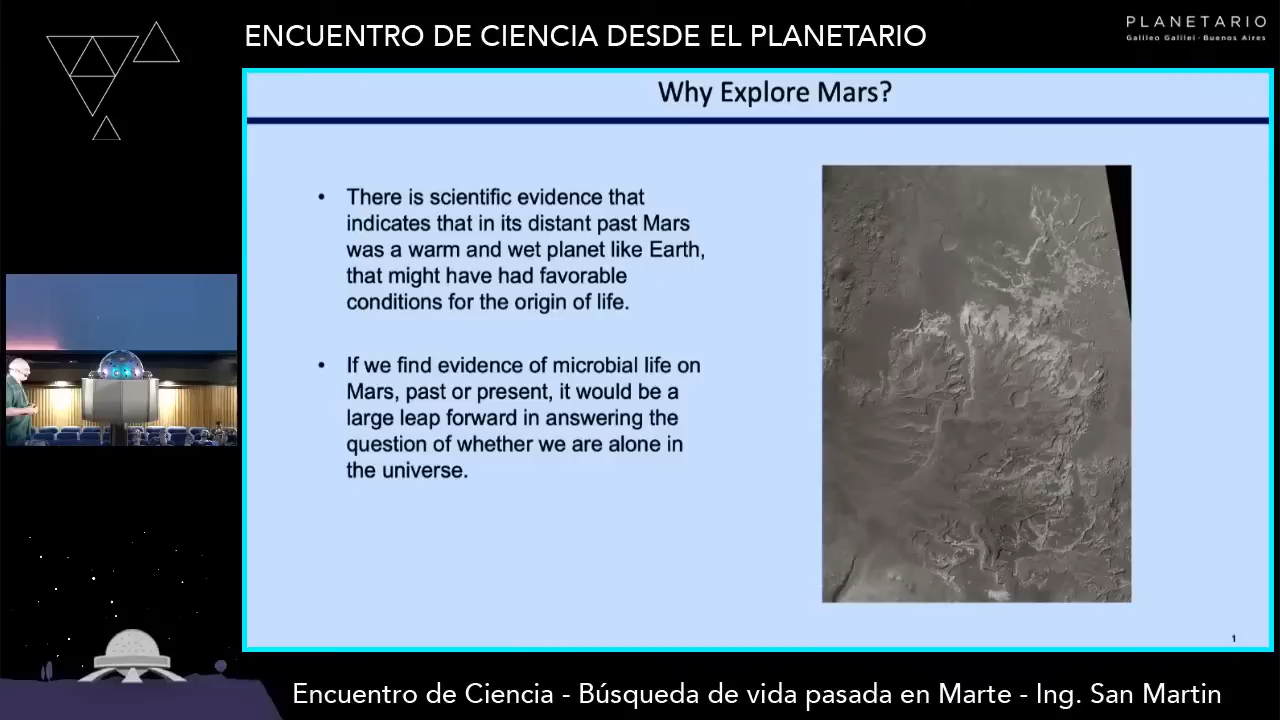 ENCUENTRO DE CIENCIA DESDE EL PLANETARIO
PLANETARIO
Galileo Galilei - Buenos Aires
Why Explore Mars?
• There is scientific evidence that
indicates that in its distant past Mars
was a warm and wet planet like Earth,
that might have had favorable
conditions for the origin of life.
• If we find evidence of microbial life on
Mars, past or present, it would be a
large leap forward in answering the
question of whether we are alone in
the universe.
1
Encuentro de Ciencia - Búsqueda de vida pasada en Marte - Ing. San Martin